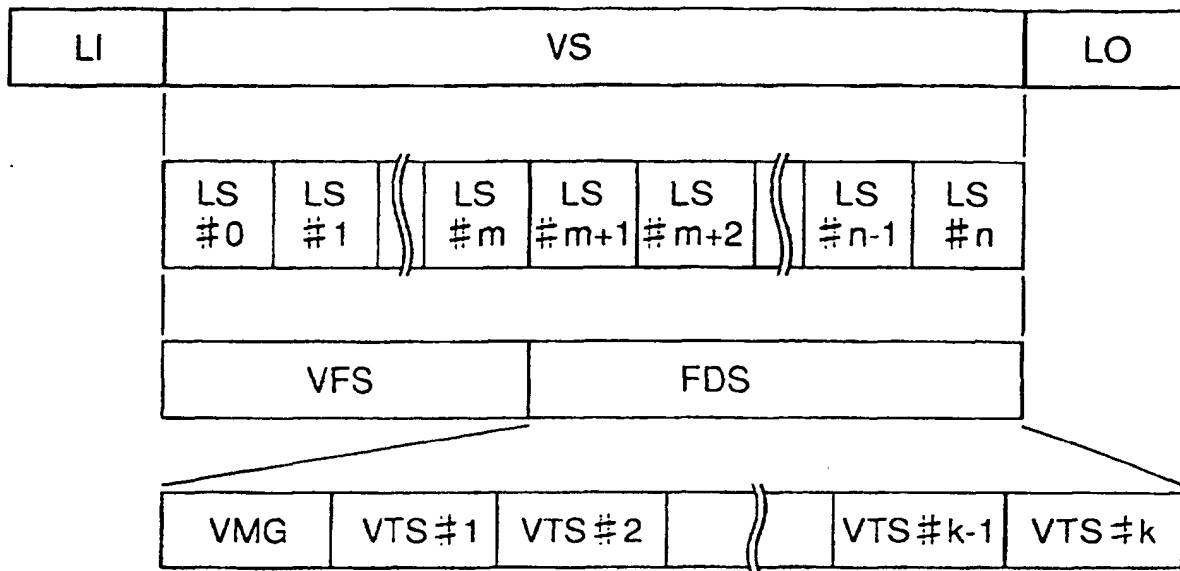 LI VS LO
LS LS LS LS LS LS LS
#0 #1 #m #m+1 #m+2 #n-1 #n
VFS FDS
VMG VTS#1 VTS#2 VTS#k-1 VTS#k